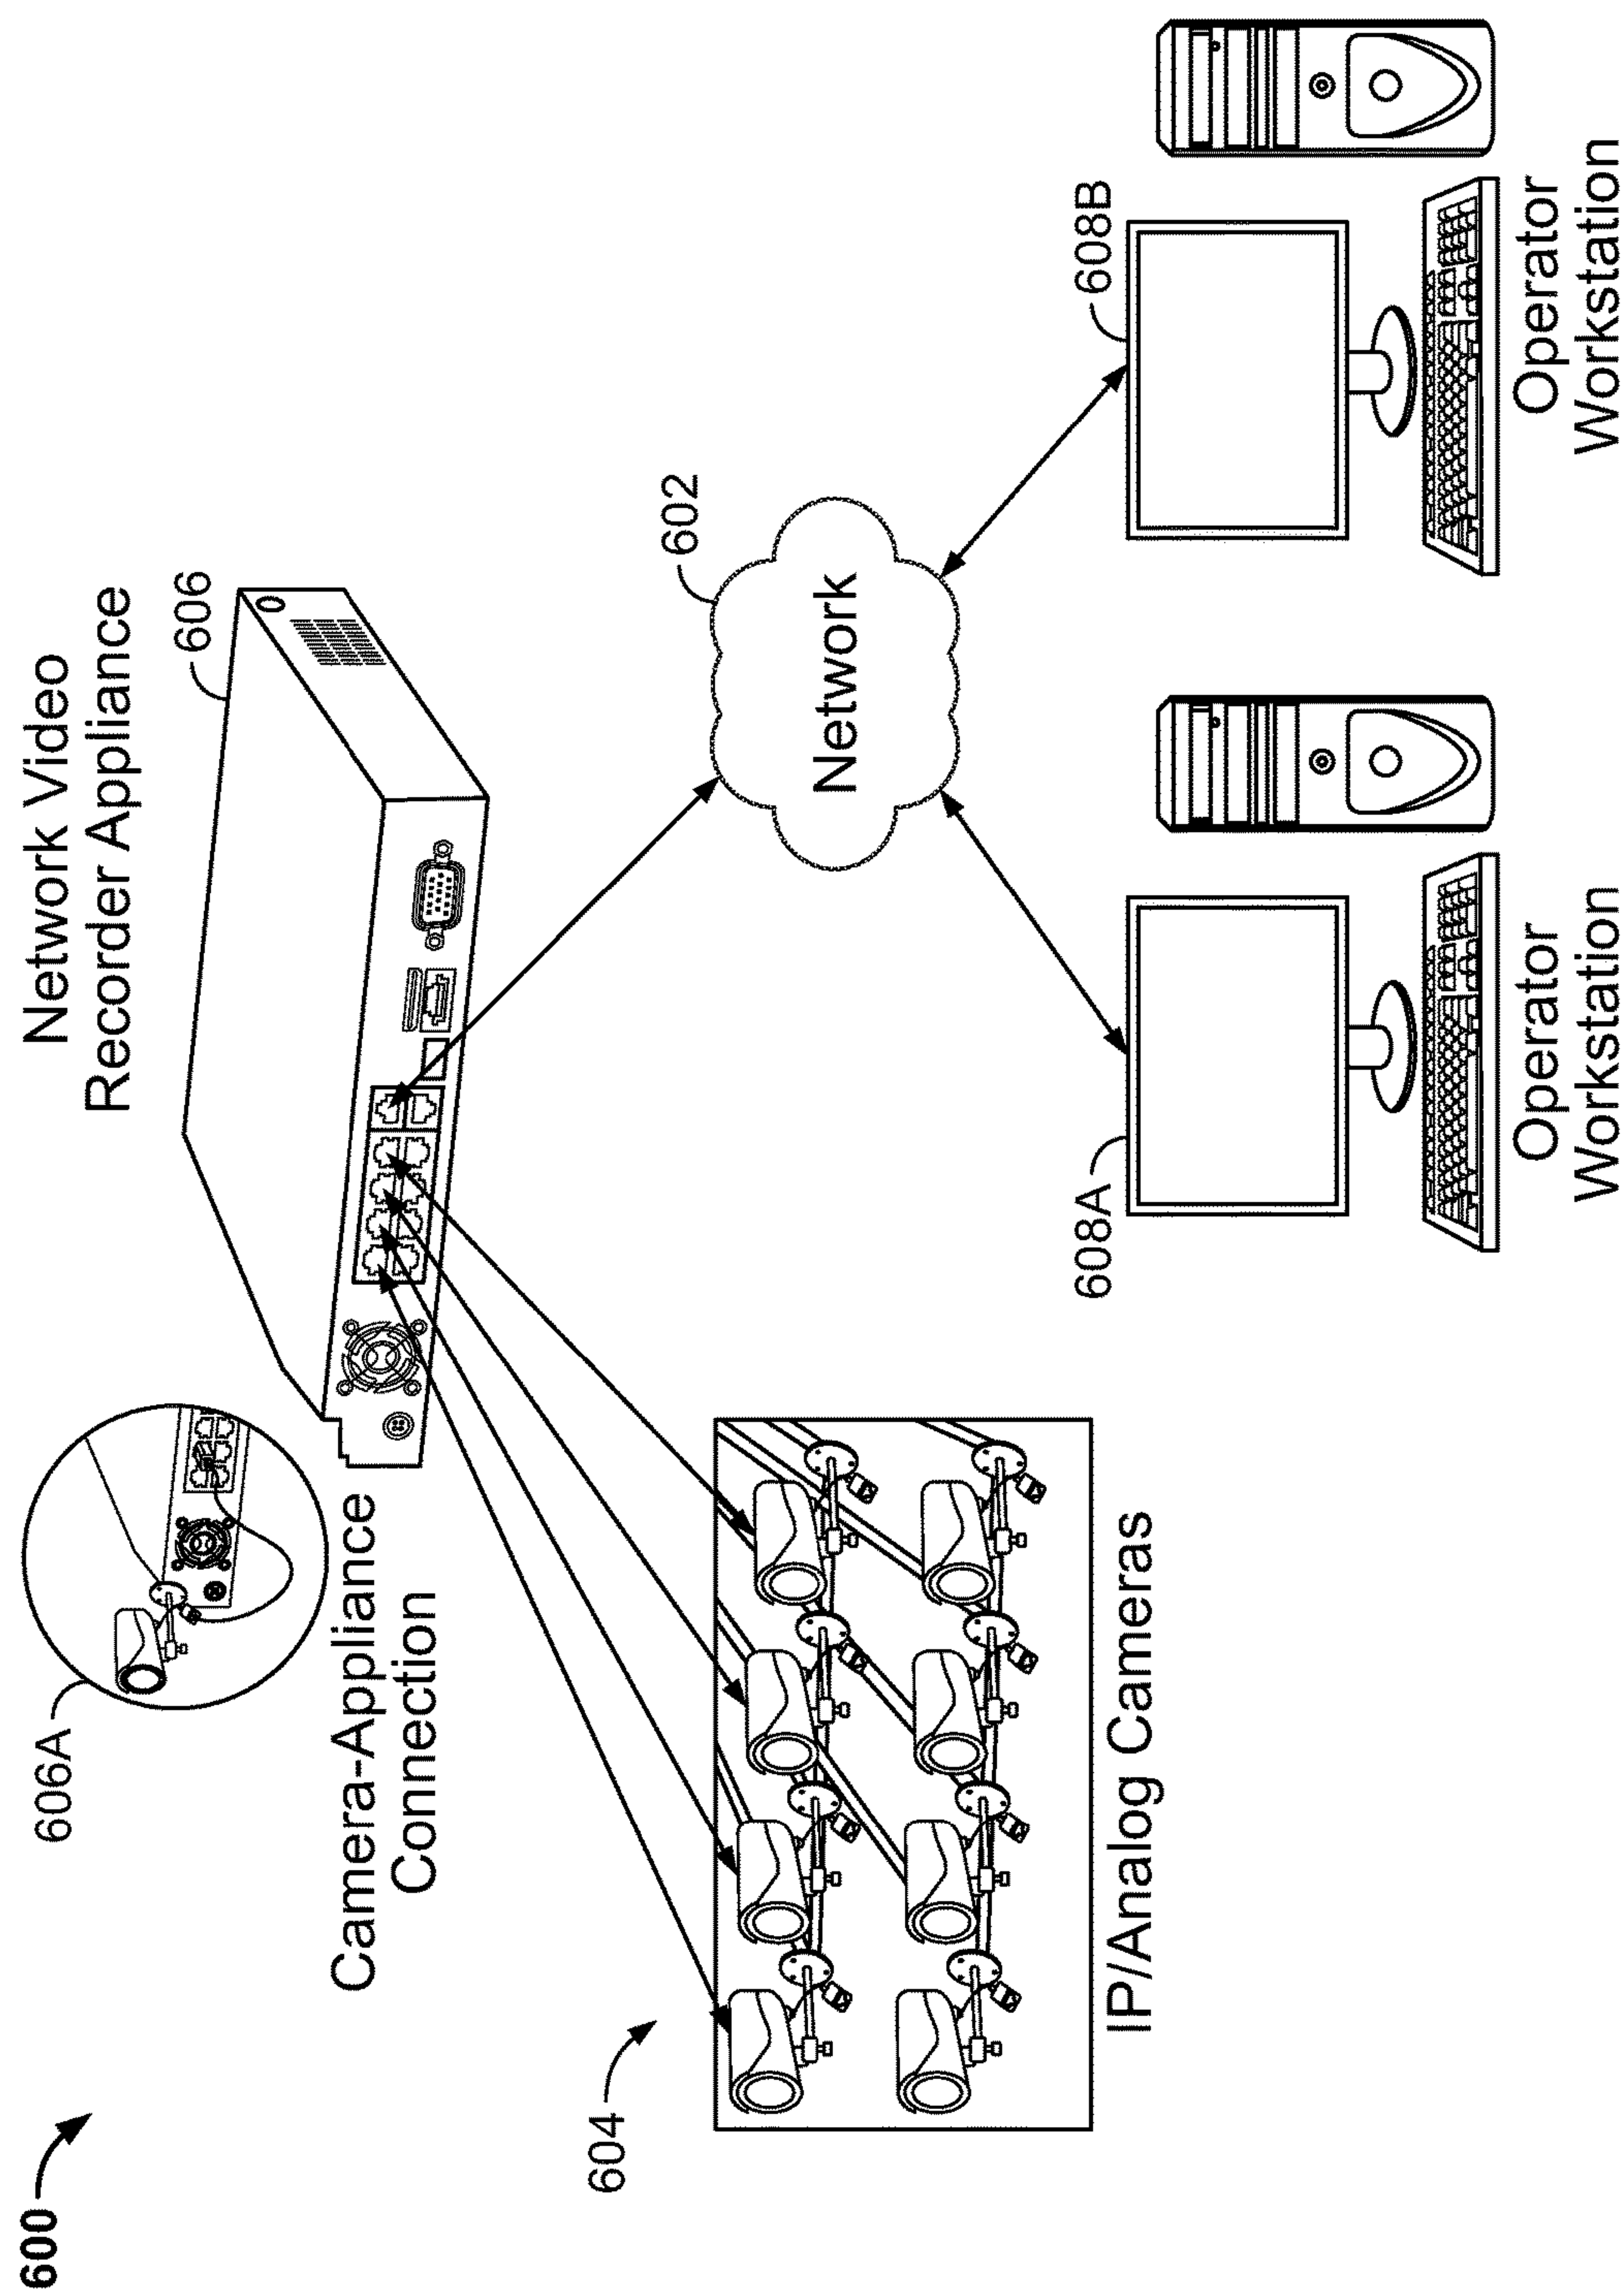 600
606A
Camera-Appliance
Connection
Network Video
Recorder Appliance
606
604
IP/Analog Cameras
602
Network
608A
Operator
Workstation
608B
Operator
Workstation